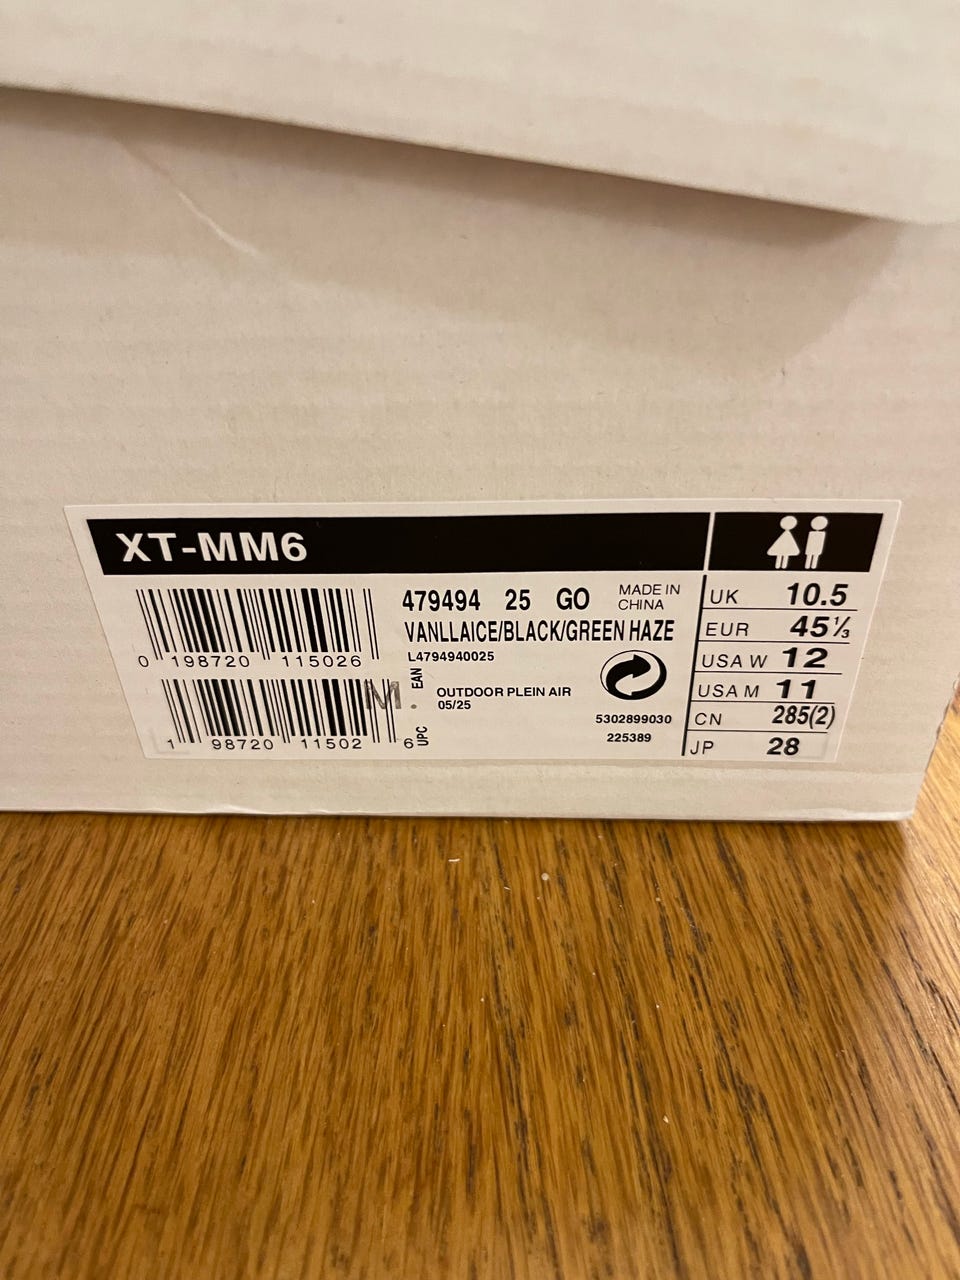 XT-MM6
479494 25 GO MADE IN CHINA
VANLLAICE/BLACK/GREEN HAZE
L4794940025
0 198720 115026
EAN
M.
OUTDOOR PLEIN AIR
05/25
1 98720 11502 6
UPC
5302899030
225389
UK 10.5
EUR 45⅓
USA W 12
USA M 11
CN 285(2)
JP 28